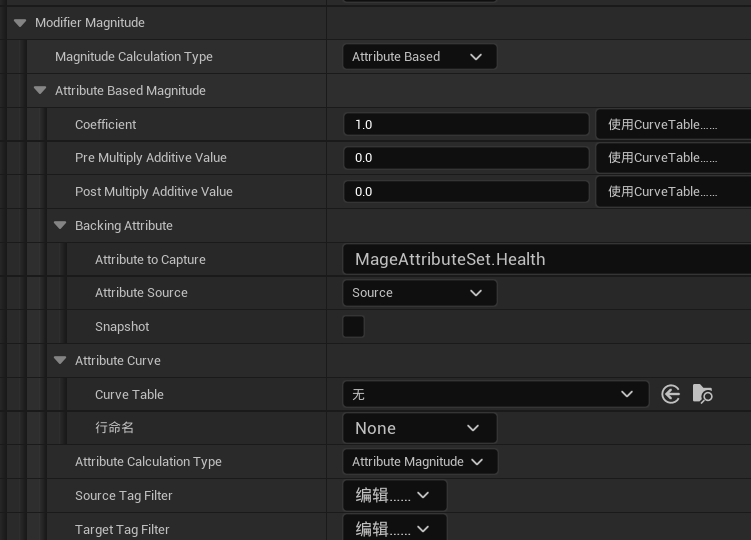 Modifier Magnitude
Magnitude Calculation Type Attribute Based
Attribute Based Magnitude
Coefficient 1.0 使用CurveTable……
Pre Multiply Additive Value 0.0 使用CurveTable……
Post Multiply Additive Value 0.0 使用CurveTable……
Backing Attribute
Attribute to Capture MageAttributeSet.Health
Attribute Source Source
Snapshot
Attribute Curve
Curve Table 无
行命名 None
Attribute Calculation Type Attribute Magnitude
Source Tag Filter 编辑……
Target Tag Filter 编辑……